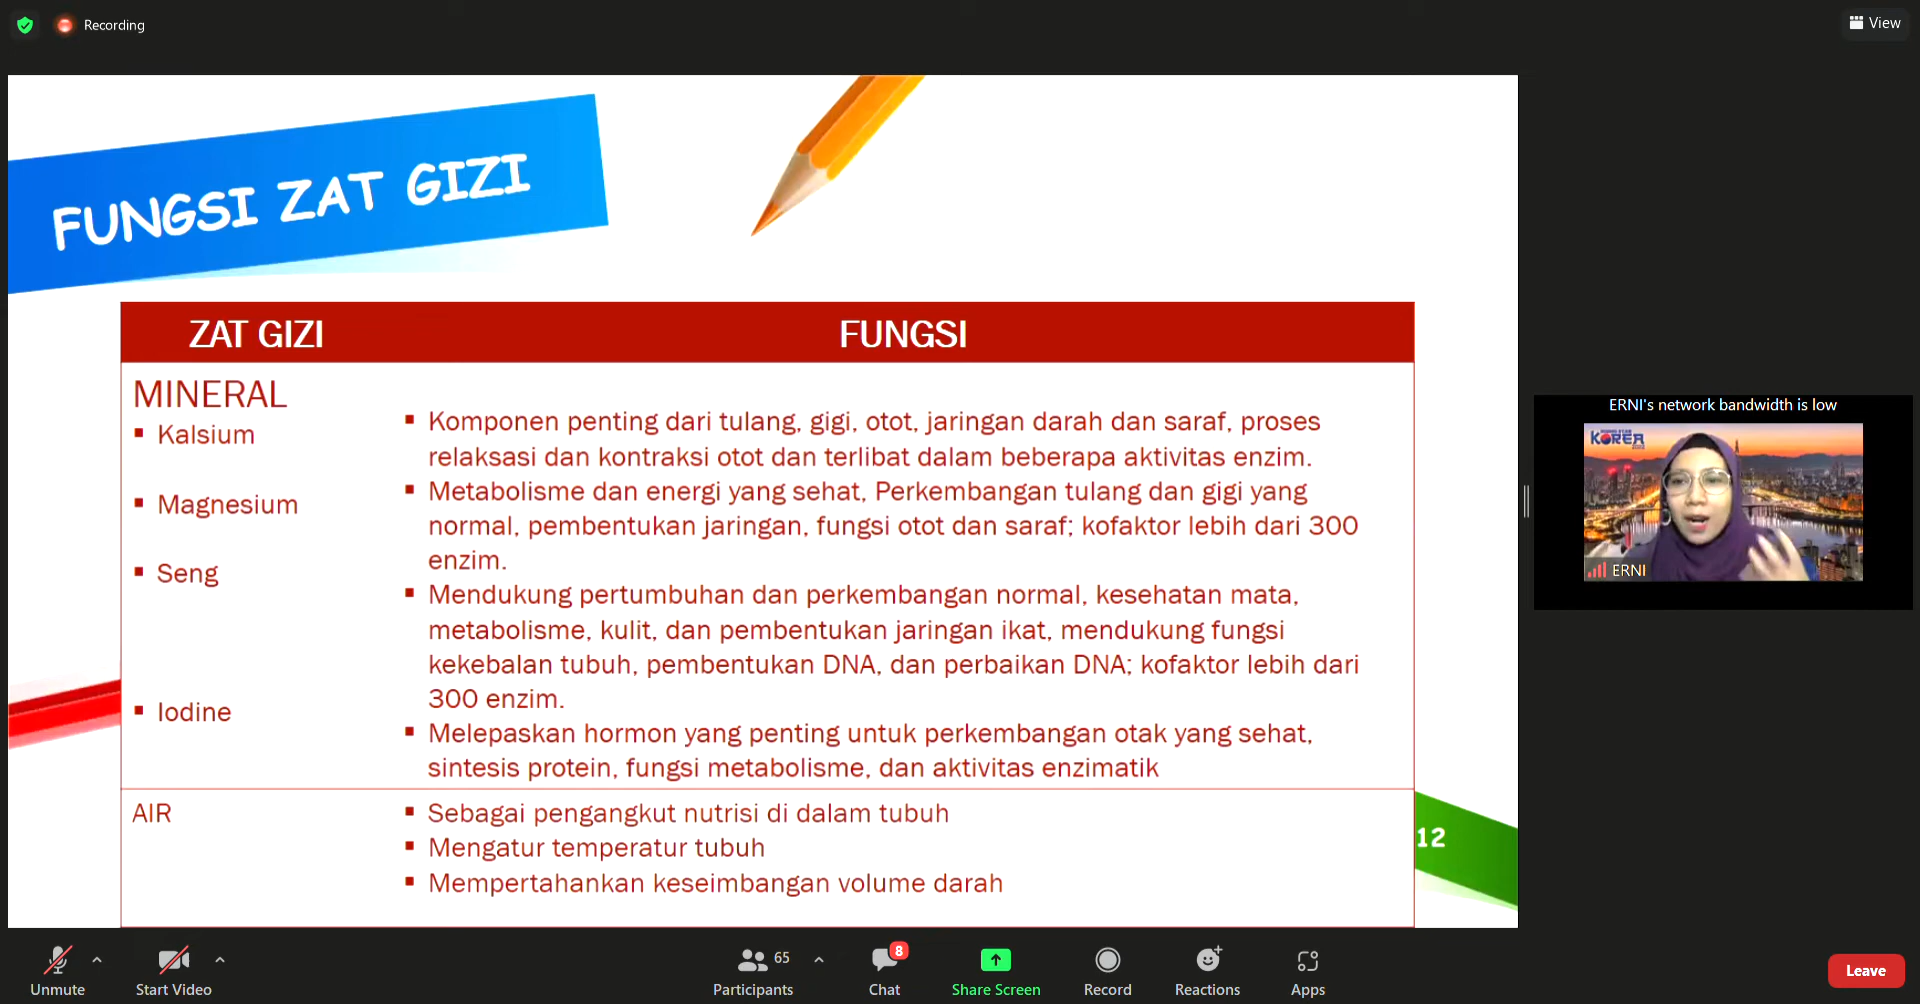 Recording
View
FUNGSI ZAT GIZI
ZAT GIZI
FUNGSI
MINERAL
▪ Kalsium
▪ Komponen penting dari tulang, gigi, otot, jaringan darah dan saraf, proses
relaksasi dan kontraksi otot dan terlibat dalam beberapa aktivitas enzim.
▪ Magnesium
▪ Metabolisme dan energi yang sehat, Perkembangan tulang dan gigi yang
normal, pembentukan jaringan, fungsi otot dan saraf; kofaktor lebih dari 300
enzim.
▪ Seng
▪ Mendukung pertumbuhan dan perkembangan normal, kesehatan mata,
metabolisme, kulit, dan pembentukan jaringan ikat, mendukung fungsi
kekebalan tubuh, pembentukan DNA, dan perbaikan DNA; kofaktor lebih dari
300 enzim.
▪ Iodine
▪ Melepaskan hormon yang penting untuk perkembangan otak yang sehat,
sintesis protein, fungsi metabolisme, dan aktivitas enzimatik
AIR
▪ Sebagai pengangkut nutrisi di dalam tubuh
▪ Mengatur temperatur tubuh
▪ Mempertahankan keseimbangan volume darah
12
ERNI's network bandwidth is low
KOREA
ERNI
Unmute
Start Video
65
Participants
8
Chat
Share Screen
Record
Reactions
Apps
Leave